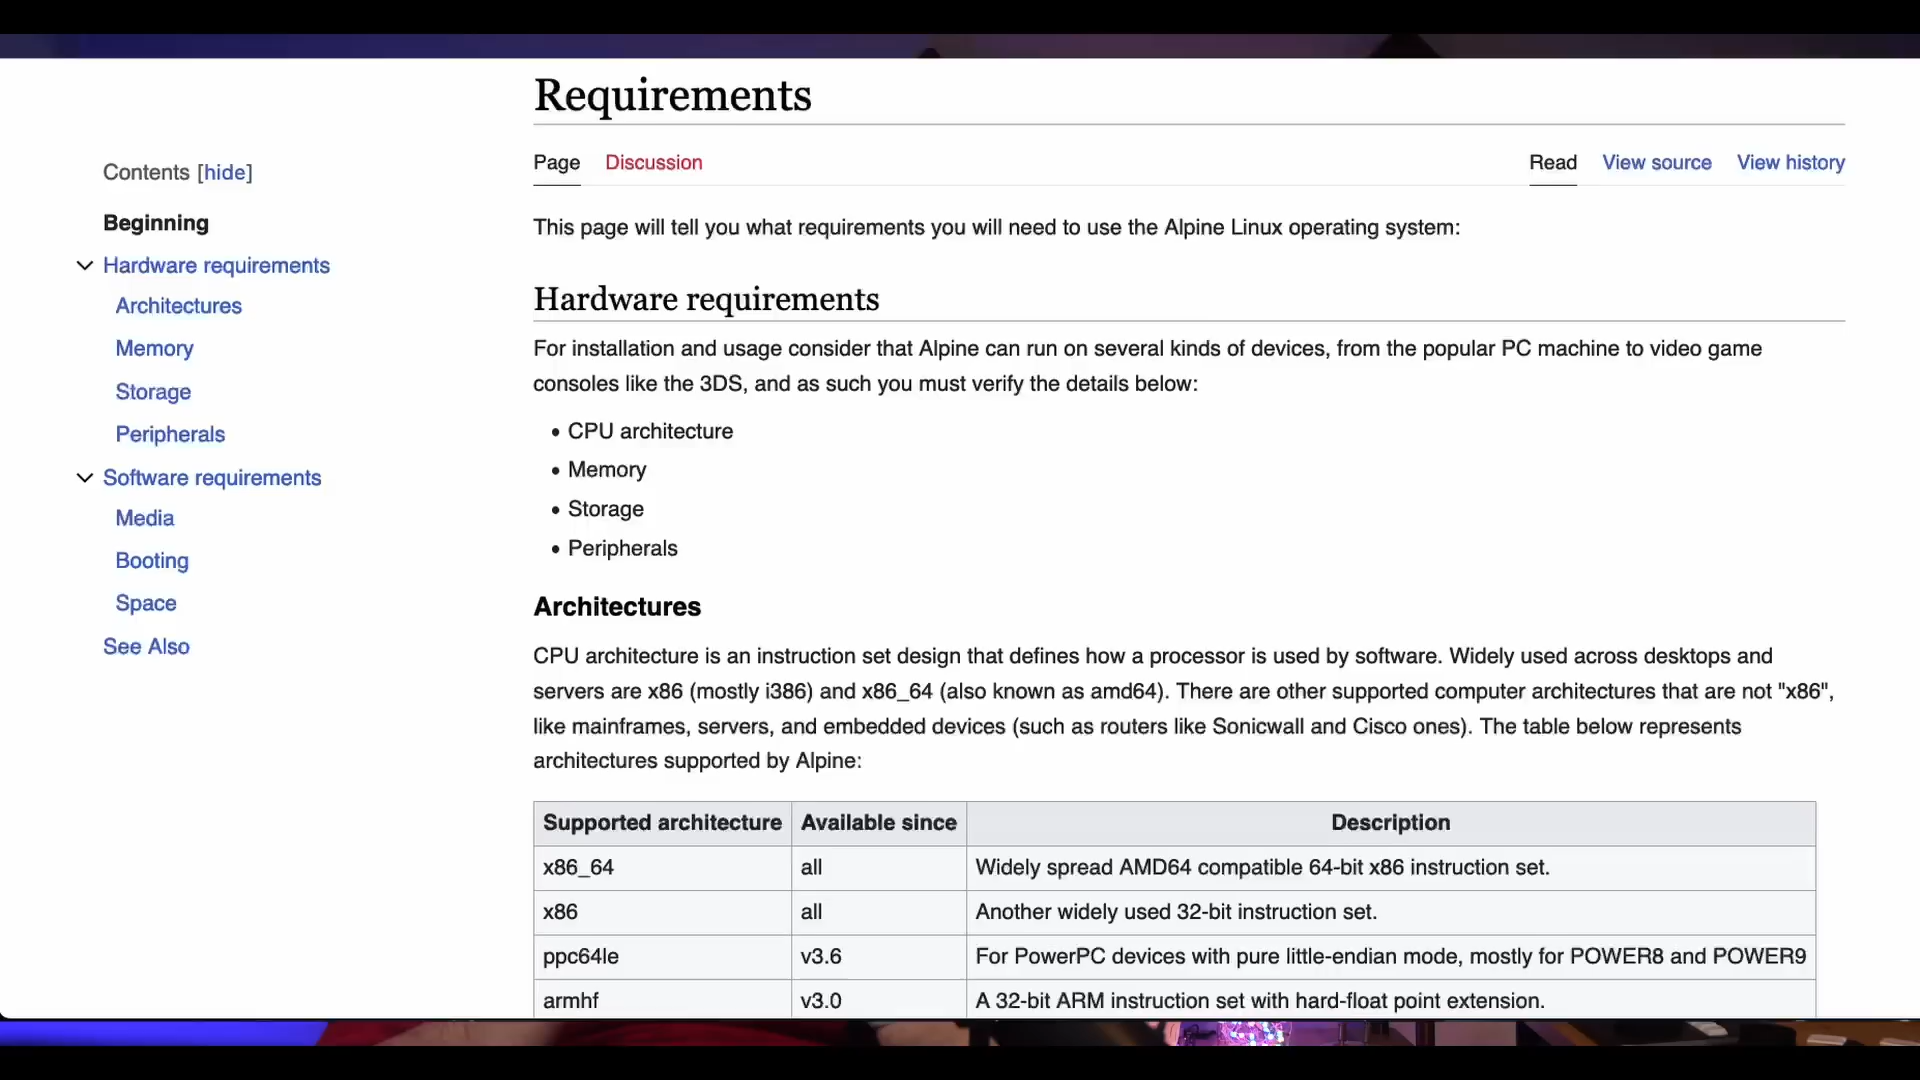 Requirements
Contents [hide]
Beginning
Hardware requirements
Architectures
Memory
Storage
Peripherals
Software requirements
Media
Booting
Space
See Also
Page Discussion
Read View source View history
This page will tell you what requirements you will need to use the Alpine Linux operating system:
Hardware requirements
For installation and usage consider that Alpine can run on several kinds of devices, from the popular PC machine to video game
consoles like the 3DS, and as such you must verify the details below:
• CPU architecture
• Memory
• Storage
• Peripherals
Architectures
CPU architecture is an instruction set design that defines how a processor is used by software. Widely used across desktops and
servers are x86 (mostly i386) and x86_64 (also known as amd64). There are other supported computer architectures that are not "x86",
like mainframes, servers, and embedded devices (such as routers like Sonicwall and Cisco ones). The table below represents
architectures supported by Alpine:
Supported architecture Available since Description
x86_64 all Widely spread AMD64 compatible 64-bit x86 instruction set.
x86 all Another widely used 32-bit instruction set.
ppc64le v3.6 For PowerPC devices with pure little-endian mode, mostly for POWER8 and POWER9
armhf v3.0 A 32-bit ARM instruction set with hard-float point extension.